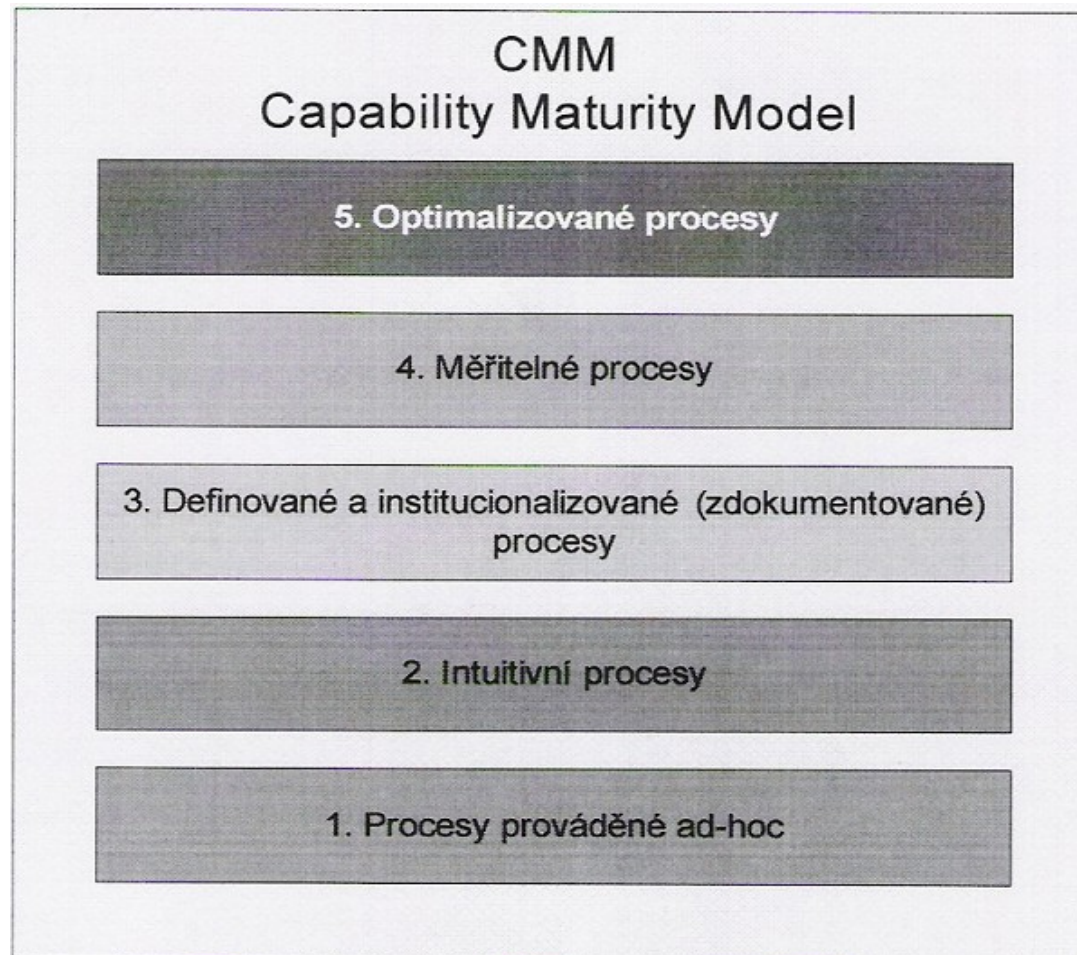 CMM
Capability Maturity Model
5. Optimalizované procesy
4. Měřitelné procesy
3. Definované a institucionalizované (zdokumentované)
procesy
2. Intuitivní procesy
1. Procesy prováděné ad-hoc